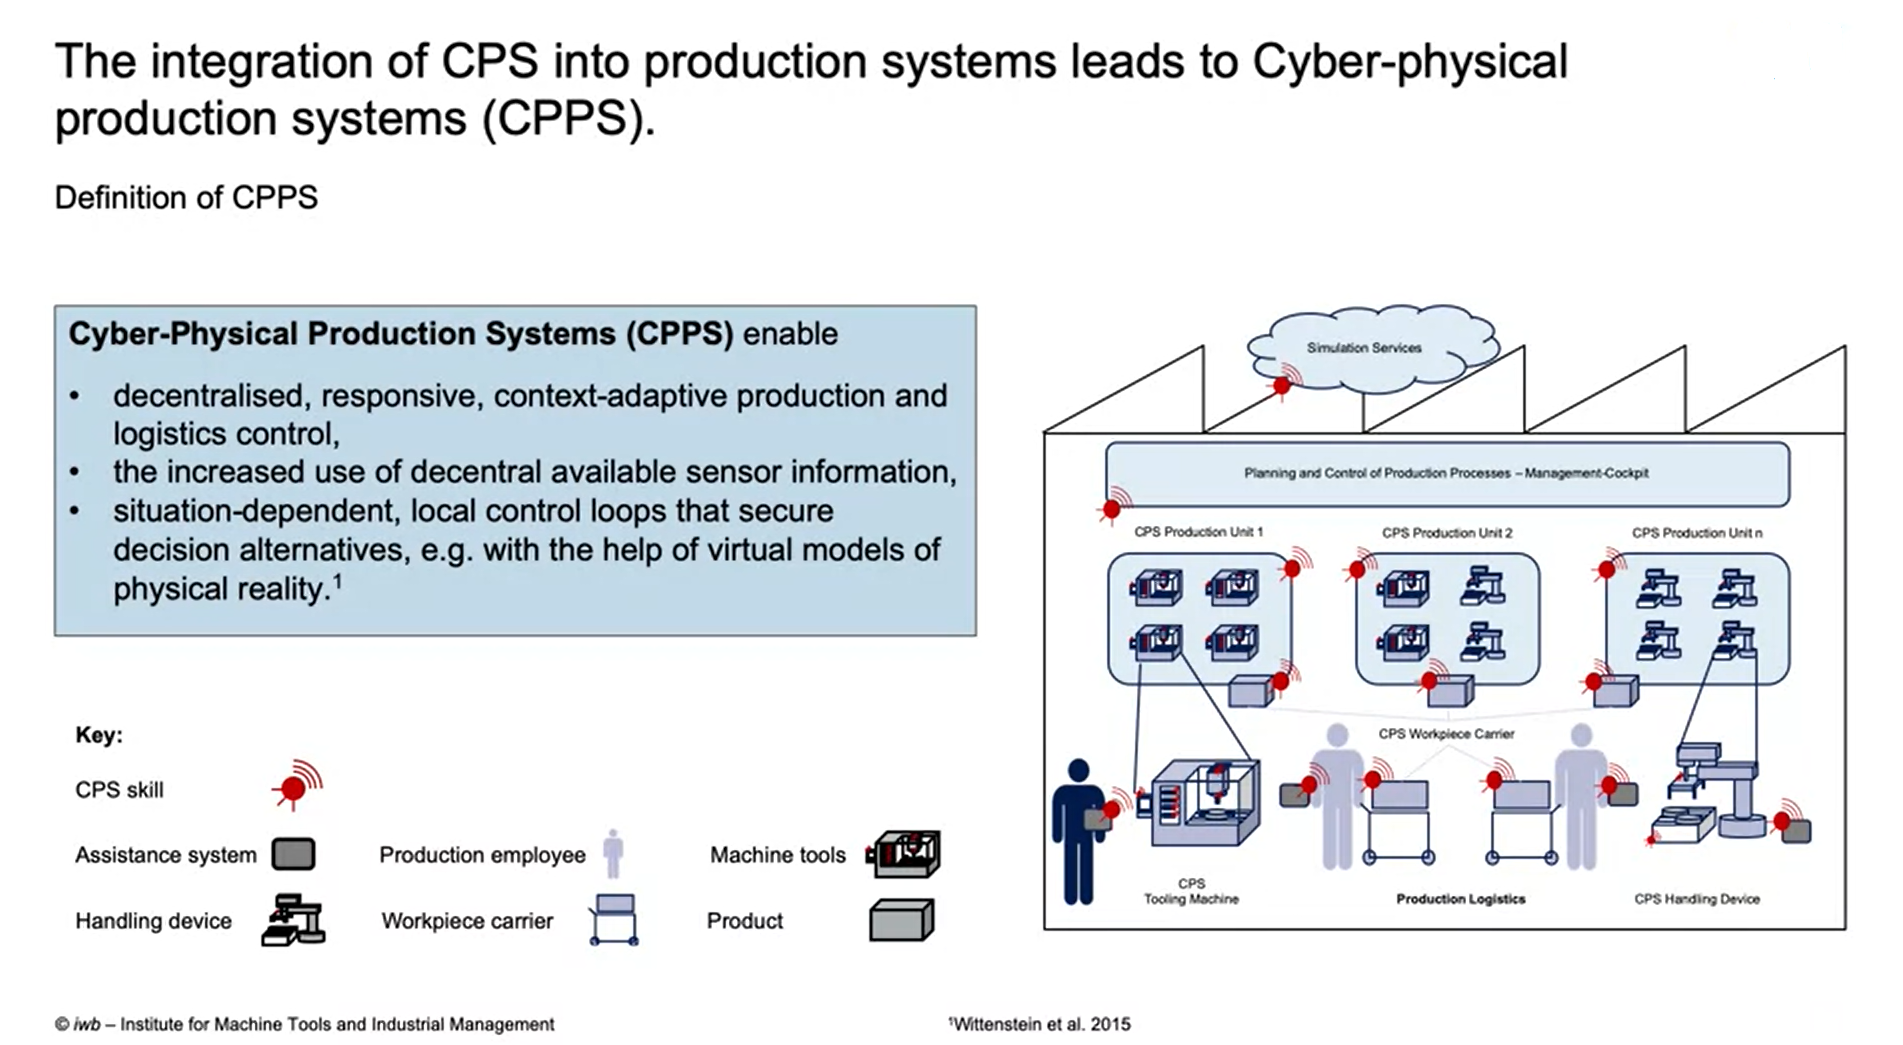 The integration of CPS into production systems leads to Cyber-physical
production systems (CPPS).
Definition of CPPS
Cyber-Physical Production Systems (CPPS) enable
• decentralised, responsive, context-adaptive production and
logistics control,
• the increased use of decentral available sensor information,
• situation-dependent, local control loops that secure
decision alternatives, e.g. with the help of virtual models of
physical reality.¹
Key:
CPS skill
Assistance system
Production employee
Machine tools
Handling device
Workpiece carrier
Product
Simulation Services
Planning and Control of Production Processes – Management-Cockpit
CPS Production Unit 1
CPS Production Unit 2
CPS Production Unit n
CPS Workpiece Carrier
CPS
Tooling Machine
Production Logistics
CPS Handling Device
© iwb – Institute for Machine Tools and Industrial Management
¹Wittenstein et al. 2015